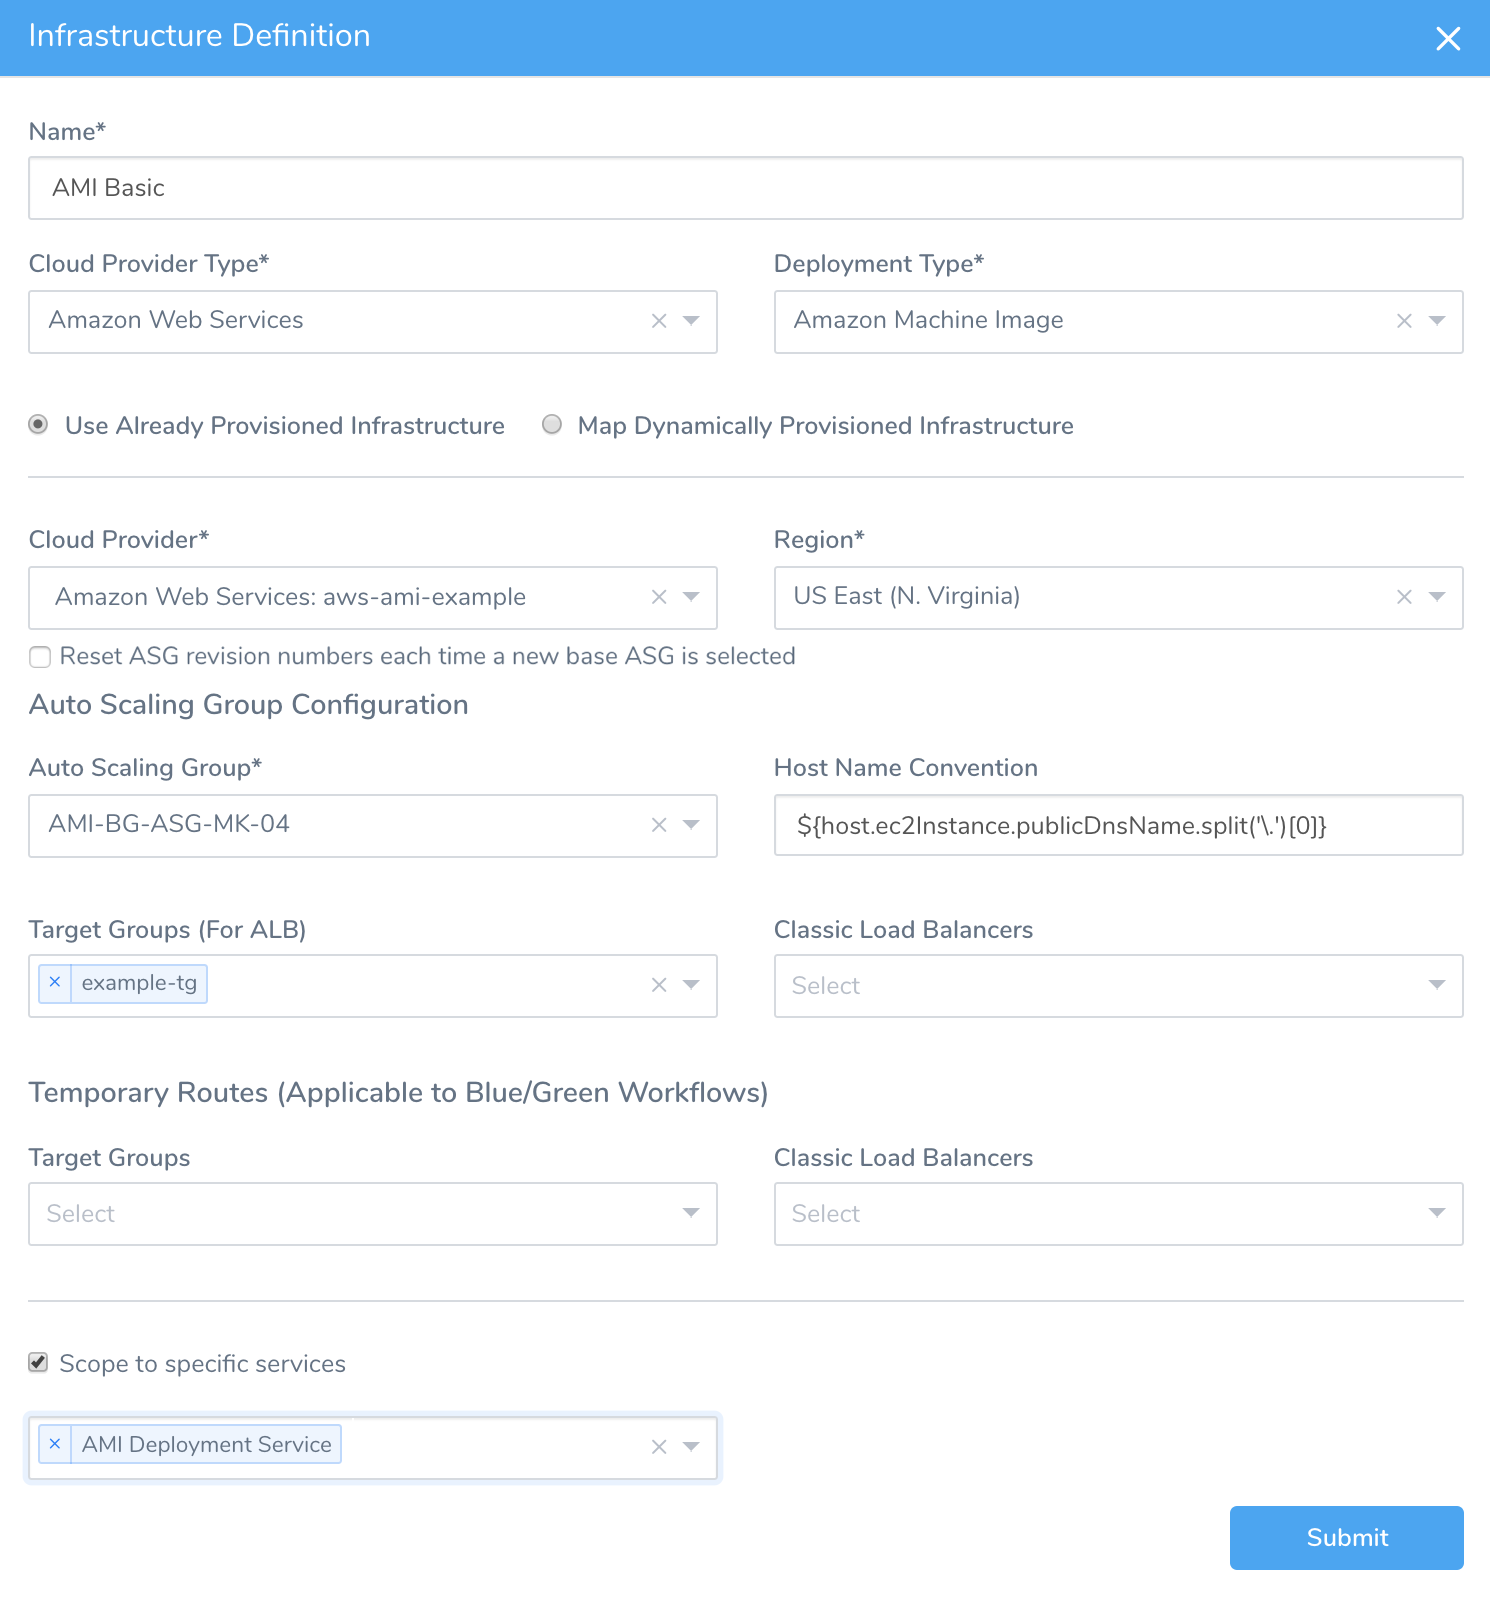 Infrastructure Definition
Name*
AMI Basic
Cloud Provider Type*
Deployment Type*
Amazon Web Services
Amazon Machine Image
Use Already Provisioned Infrastructure
Map Dynamically Provisioned Infrastructure
Cloud Provider*
Region*
Amazon Web Services: aws-ami-example
US East (N. Virginia)
Reset ASG revision numbers each time a new base ASG is selected
Auto Scaling Group Configuration
Auto Scaling Group*
Host Name Convention
AMI-BG-ASG-MK-04
${host.ec2Instance.publicDnsName.split('\.')[0]}
Target Groups (For ALB)
Classic Load Balancers
example-tg
Select
Temporary Routes (Applicable to Blue/Green Workflows)
Target Groups
Classic Load Balancers
Select
Select
Scope to specific services
AMI Deployment Service
Submit